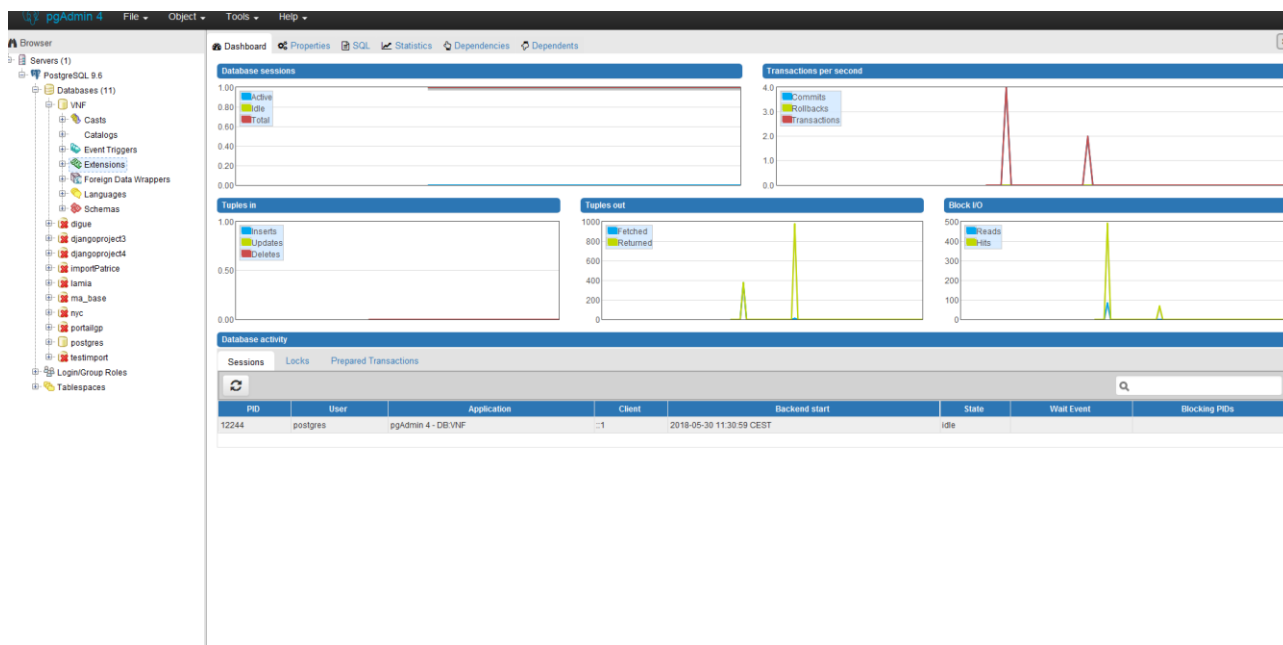 pgAdmin 4 File Object Tools Help
Browser
Dashboard Properties SQL Statistics Dependencies Dependents
Servers (1)
PostgreSQL 9.6
Databases (11)
VNF
Casts
Catalogs
Event Triggers
Extensions
Foreign Data Wrappers
Languages
Schemas
digue
djangoproject3
djangoproject4
importPatrice
lamia
ma_base
nyc
portailgp
postgres
testimport
Login/Group Roles
Tablespaces
Database sessions
1.00
0.80
0.60
0.40
0.20
0.00
Active
Idle
Total
Transactions per second
4.0
3.0
2.0
1.0
0.0
Commits
Rollbacks
Transactions
Tuples in
1.00
0.50
0.00
Inserts
Updates
Deletes
Tuples out
1000
800
600
400
200
0
Fetched
Returned
Block I/O
500
400
300
200
100
0
Reads
Hits
Database activity
Sessions Locks Prepared Transactions
PID User Application Client Backend start State Wait Event Blocking PIDs
12244 postgres pgAdmin 4 - DB:VNF ::1 2018-05-30 11:30:59 CEST idle